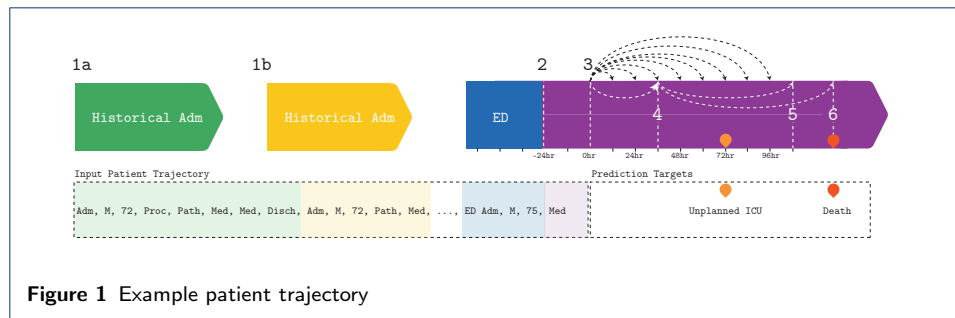 1a 1b 2 3
Historical Adm Historical Adm ED 4 5 6
-24hr 0hr 24hr 48hr 72hr 96hr
Input Patient Trajectory Prediction Targets
Adm, M, 72, Proc, Path, Med, Med, Disch, Adm, M, 72, Path, Med, ..., ED Adm, M, 75, Med Unplanned ICU Death
Figure 1 Example patient trajectory